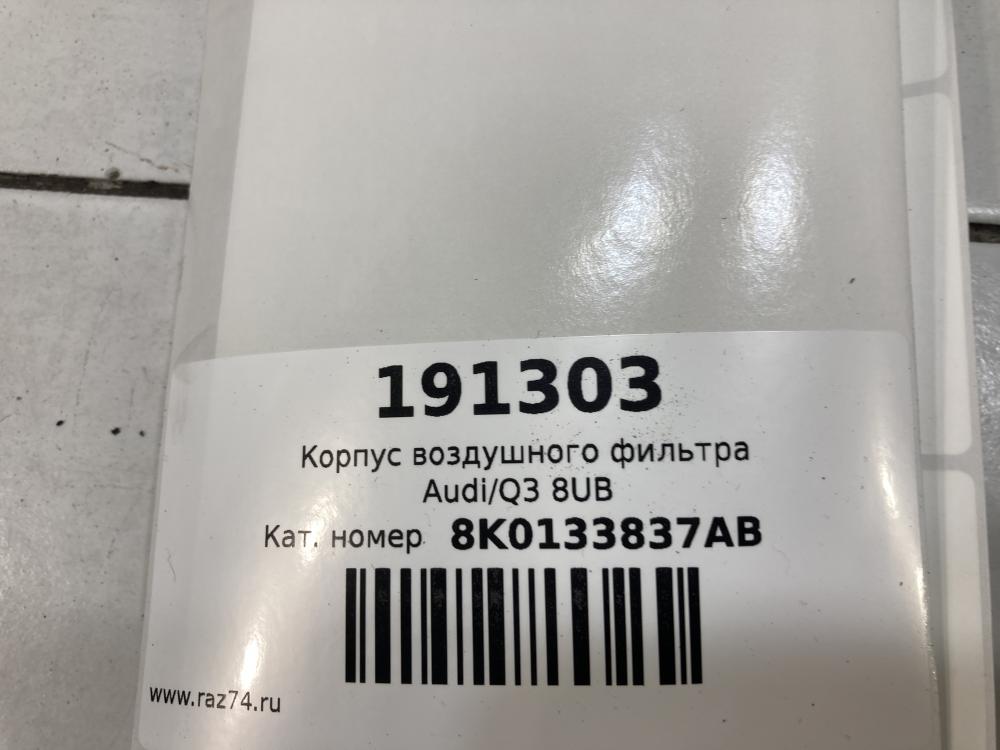 191303
Корпус воздушного фильтра
Audi/Q3 8UB
Кат. номер 8K0133837AB
www.raz74.ru